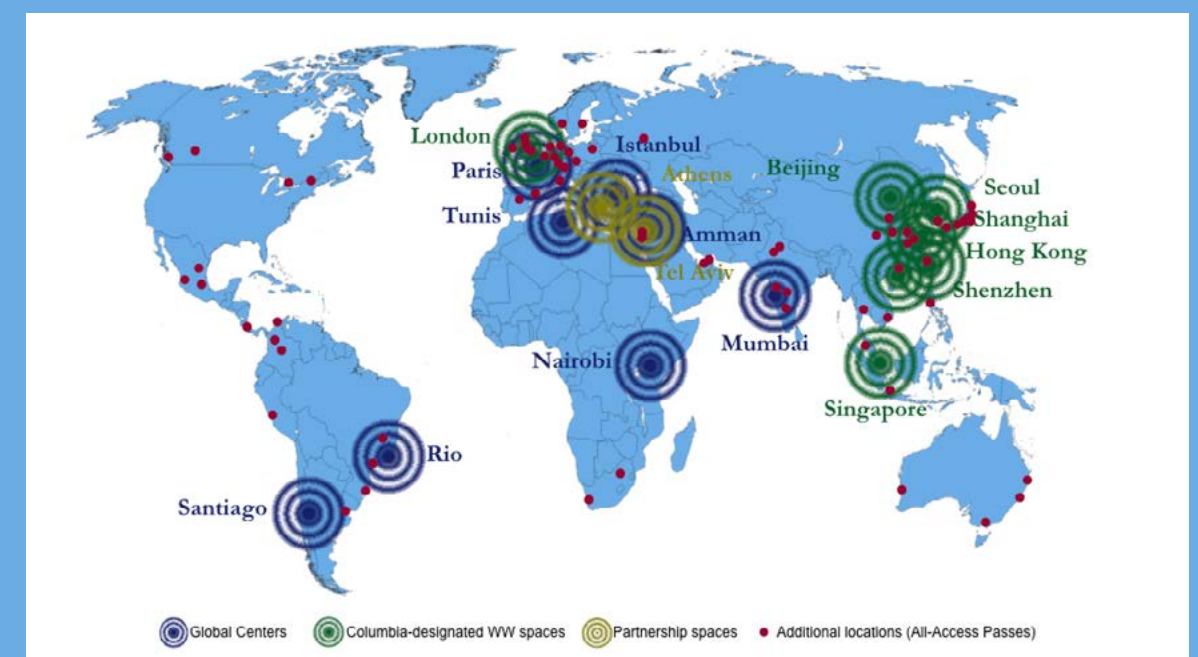 London
Istanbul
Paris
Athens
Beijing
Seoul
Tunis
Shanghai
Amman
Hong Kong
Tel Aviv
Shenzhen
Mumbai
Nairobi
Singapore
Rio
Santiago
Global Centers
Columbia-designated WW spaces
Partnership spaces
Additional locations (All-Access Passes)